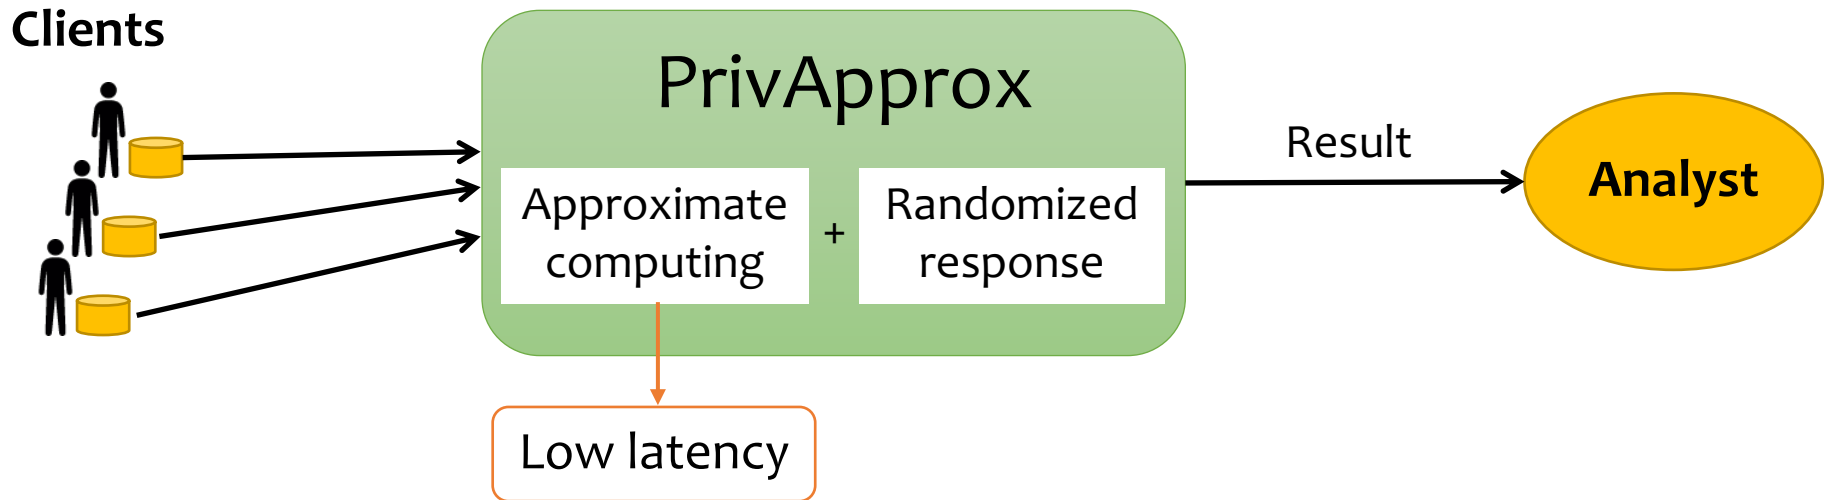 Clients
PrivApprox
Approximate
computing
+
Randomized
response
Result
Analyst
Low latency